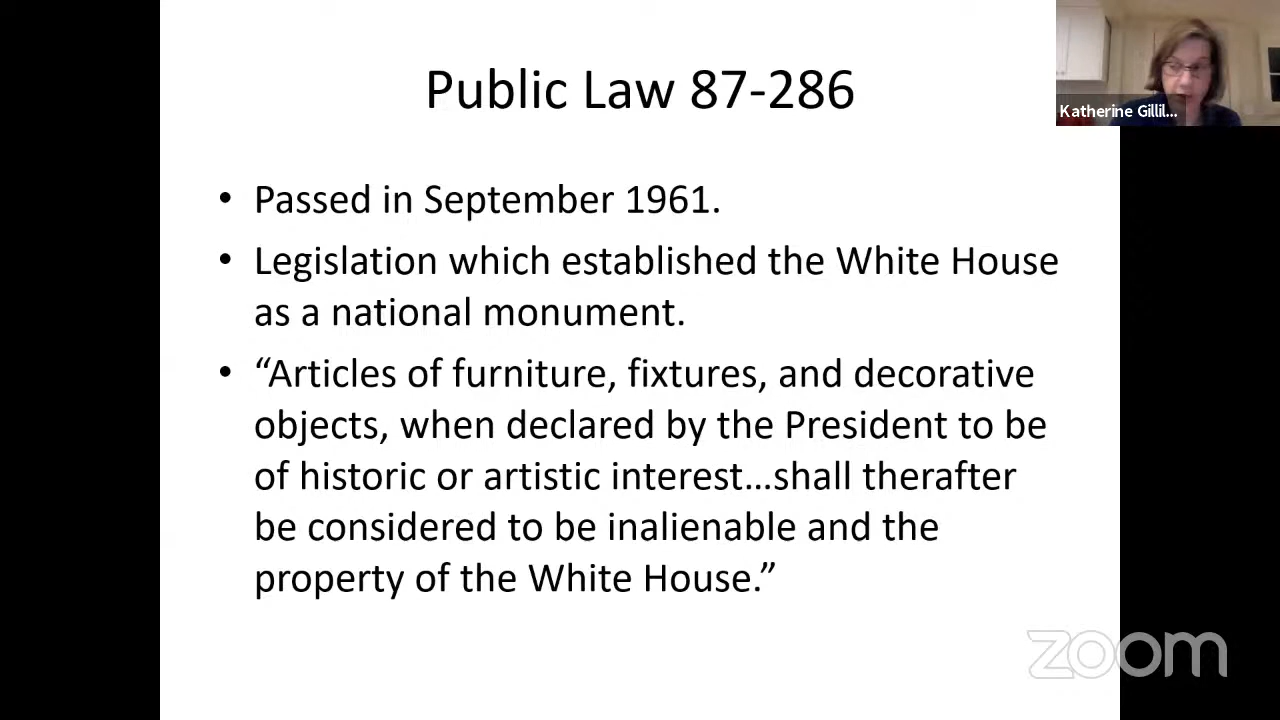 Public Law 87-286
Katherine Gillil...
• Passed in September 1961.
• Legislation which established the White House
as a national monument.
• “Articles of furniture, fixtures, and decorative
objects, when declared by the President to be
of historic or artistic interest…shall therafter
be considered to be inalienable and the
property of the White House.”
zoom